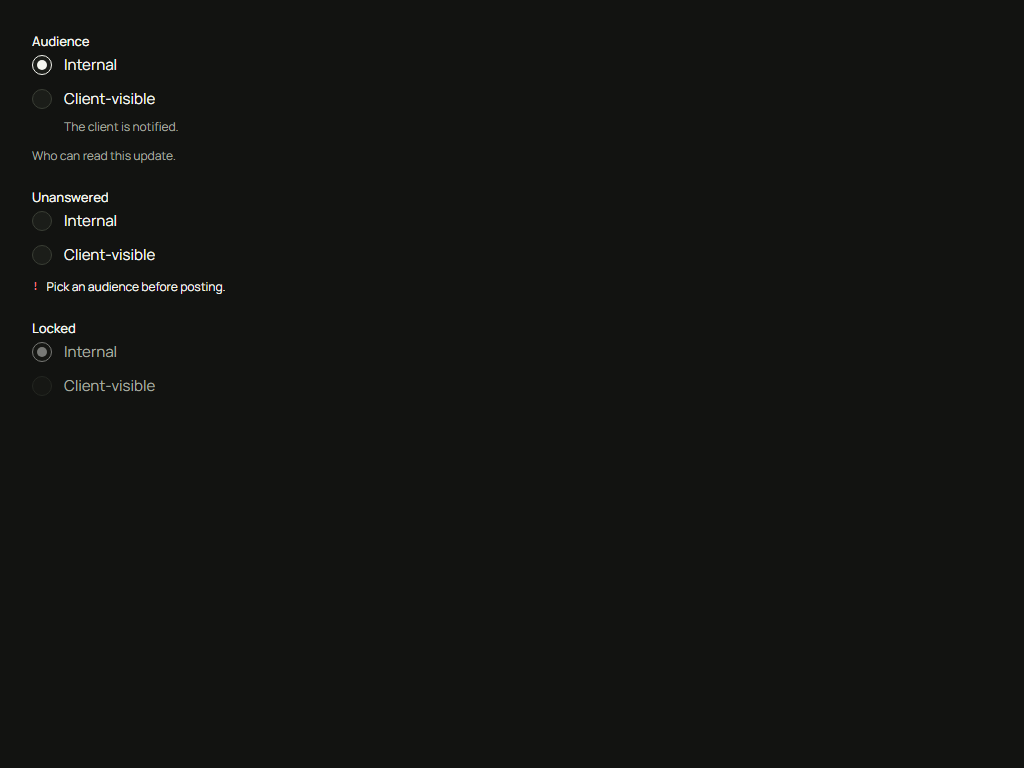 Audience
Internal
Client-visible
The client is notified.
Who can read this update.
Unanswered
Internal
Client-visible
! Pick an audience before posting.
Locked
Internal
Client-visible